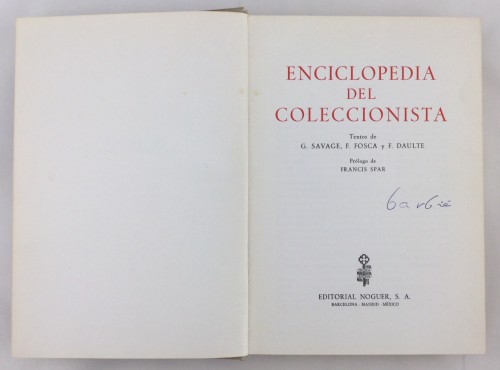 ENCICLOPEDIA
DEL
COLECCIONISTA
Textos de
G. SAVAGE, F. FOSCA y F. DAULTE
Prólogo de
FRANCIS SPAR
EDITORIAL NOGUER, S. A.
BARCELONA - MADRID - MÉXICO